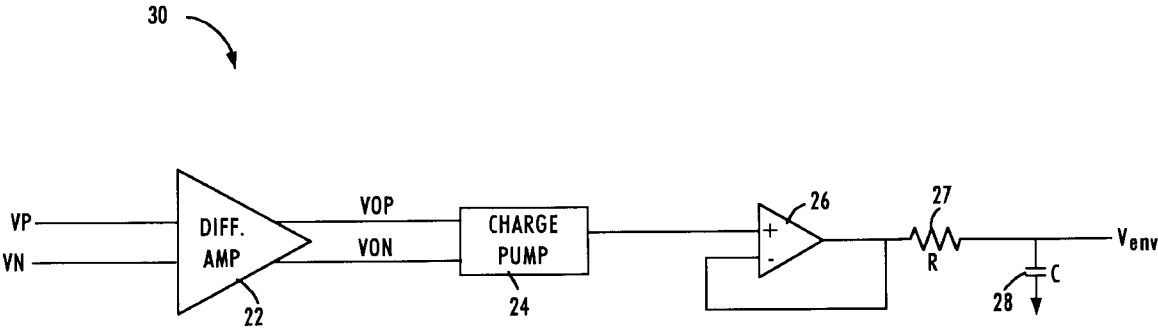 30
VP
VN
DIFF.
AMP
22
VOP
VON
CHARGE
PUMP
24
+
-
26
27
R
28
C
Venv